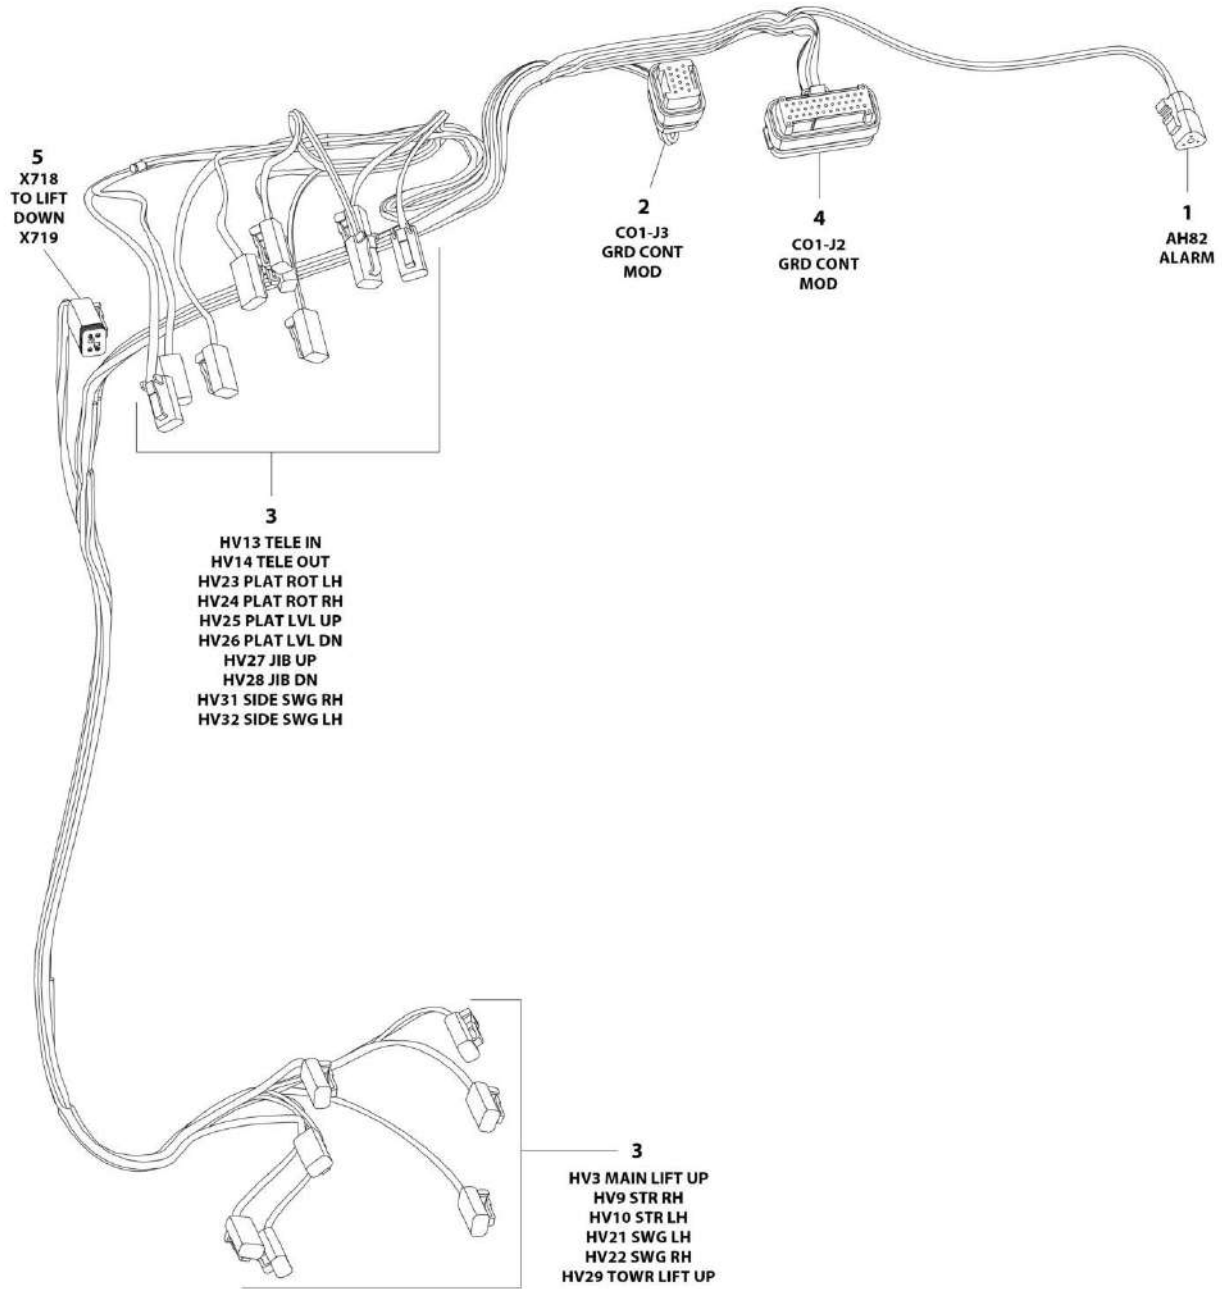 5
X718
TO LIFT
DOWN
X719
2
CO1-J3
GRD CONT
MOD
4
CO1-J2
GRD CONT
MOD
1
AH82
ALARM
3
HV13 TELE IN
HV14 TELE OUT
HV23 PLAT ROT LH
HV24 PLAT ROT RH
HV25 PLAT LVL UP
HV26 PLAT LVL DN
HV27 JIB UP
HV28 JIB DN
HV31 SIDE SWG RH
HV32 SIDE SWG LH
3
HV3 MAIN LIFT UP
HV9 STR RH
HV10 STR LH
HV21 SWG LH
HV22 SWG RH
HV29 TOWR LIFT UP